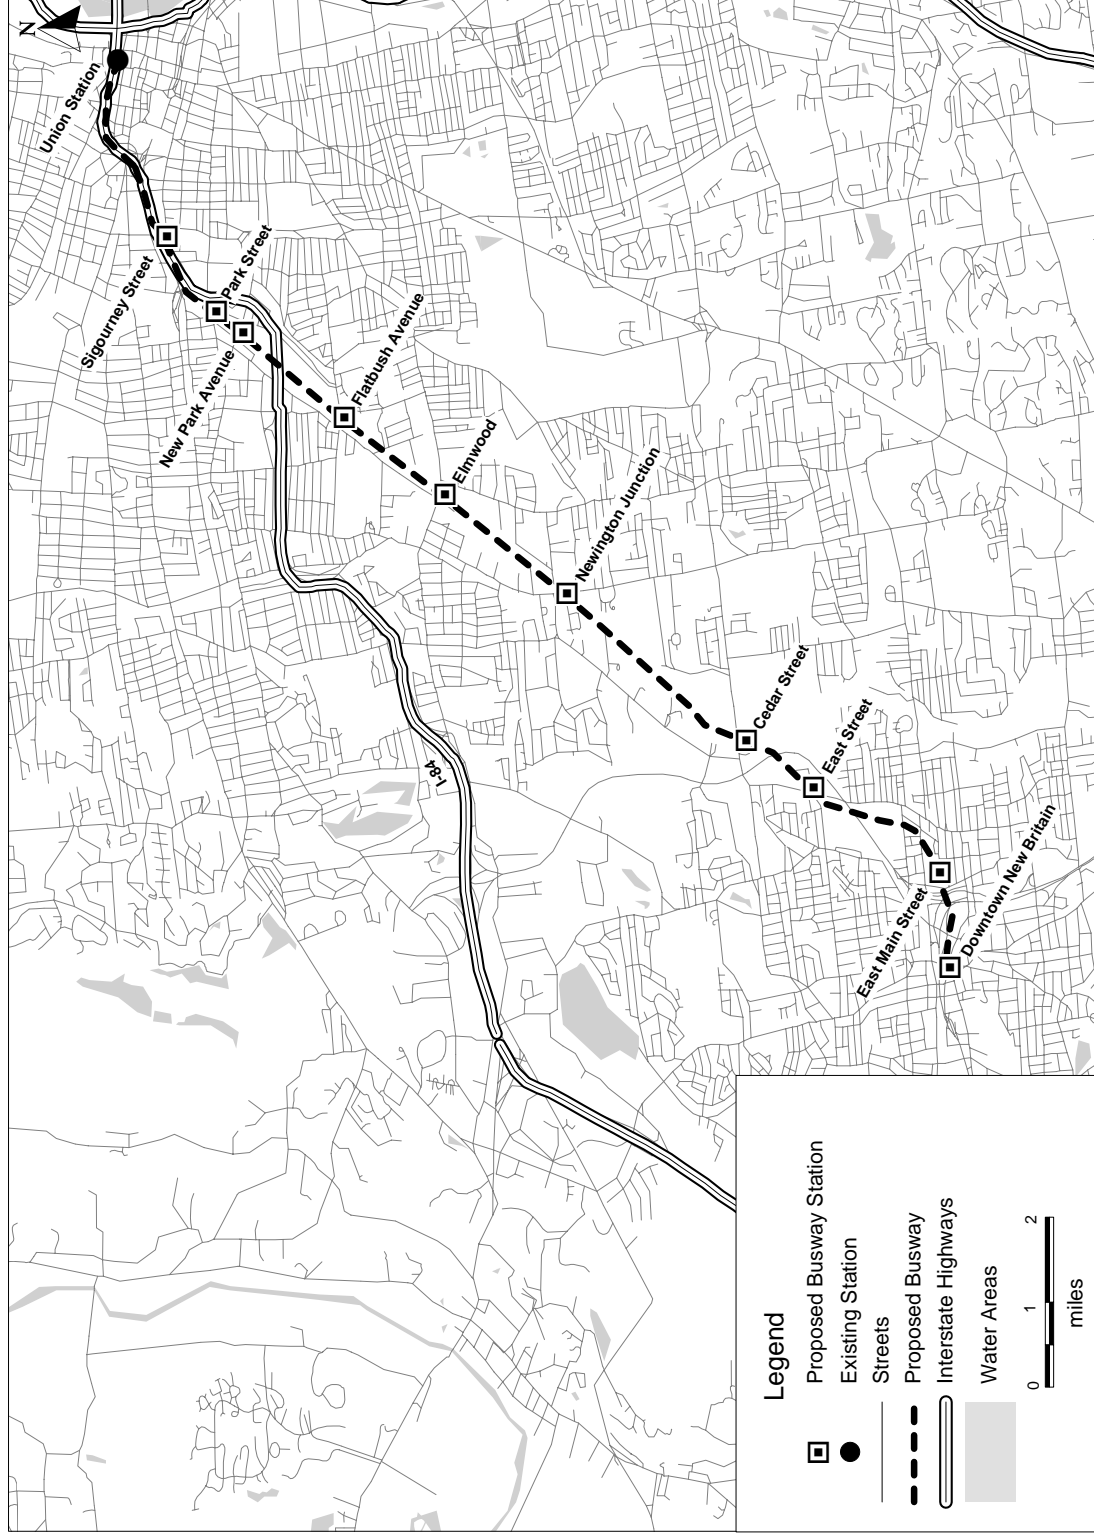 N
Union Station
Sigourney Street
Park Street
New Park Avenue
Flatbush Avenue
Elmwood
Newington Junction
I-84
Cedar Street
East Street
East Main Street
Downtown New Britain
Legend
Proposed Busway Station
Existing Station
Streets
Proposed Busway
Interstate Highways
Water Areas
0 1 2
miles